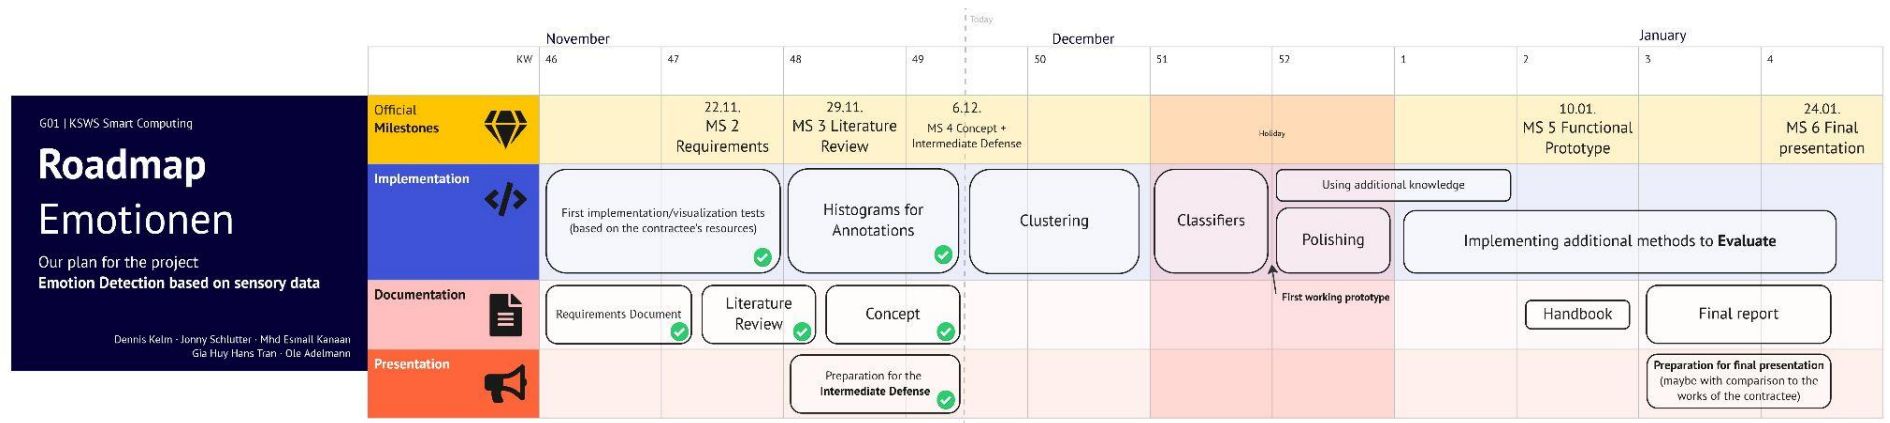 Today
November
December
January
KW 46 47 48 49 50 51 52 1 2 3 4
G01 | KSWS Smart Computing
Roadmap
Emotionen
Our plan for the project
Emotion Detection based on sensory data
Dennis Kelm · Jonny Schlutter · Mhd Esmail Kanaan
Gia Huy Hans Tran · Ole Adelmann
Official
Milestones
22.11.
MS 2
Requirements
29.11.
MS 3 Literature
Review
6.12.
MS 4 Concept +
Intermediate Defense
Holiday
10.01.
MS 5 Functional
Prototype
24.01.
MS 6 Final
presentation
Implementation
</>
First implementation/visualization tests
(based on the contractee's resources)
Histograms for
Annotations
Clustering
Classifiers
Using additional knowledge
Polishing
Implementing additional methods to Evaluate
First working prototype
Documentation
Requirements Document
Literature
Review
Concept
Handbook
Final report
Presentation
Preparation for the
Intermediate Defense
Preparation for final presentation
(maybe with comparison to the
works of the contractee)